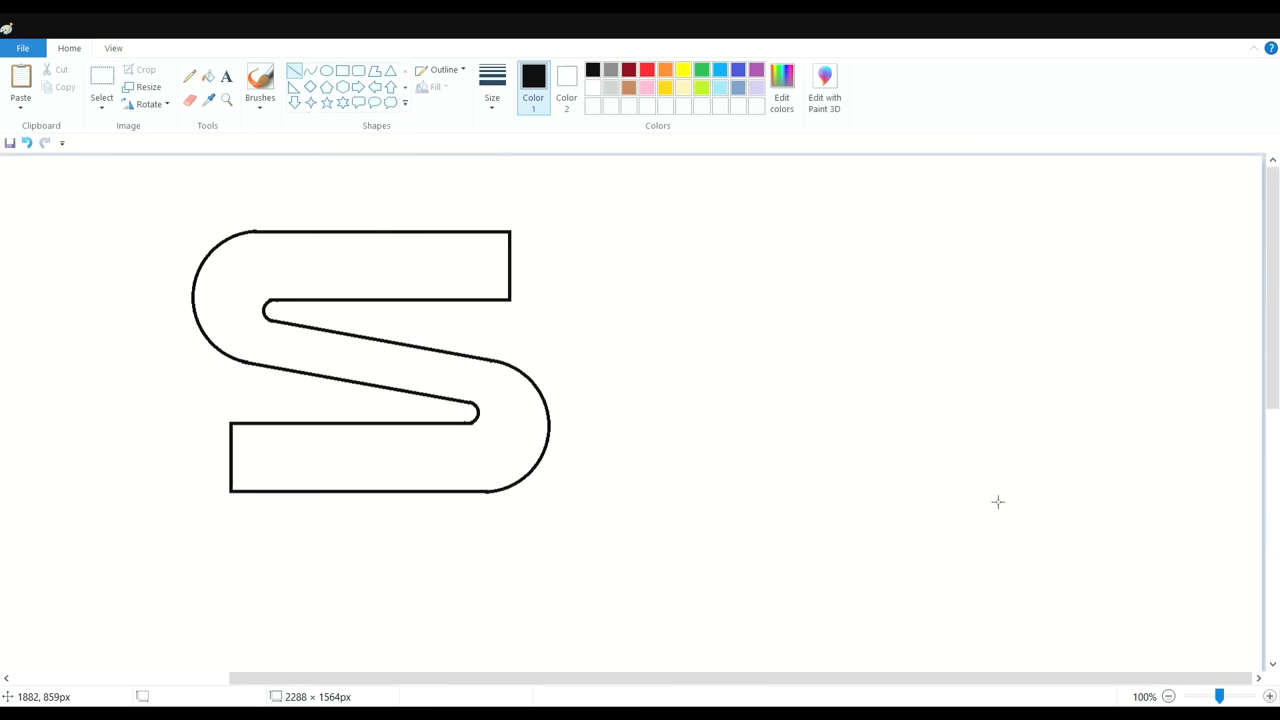 File Home View
Cut
Copy
Paste
Clipboard
Crop
Resize
Rotate
Select
Image
A
Tools
Brushes
Outline
Fill
Shapes
Size
Color 1
Color 2
Edit colors
Edit with Paint 3D
Colors
S
1882, 859px 2288 × 1564px 100%